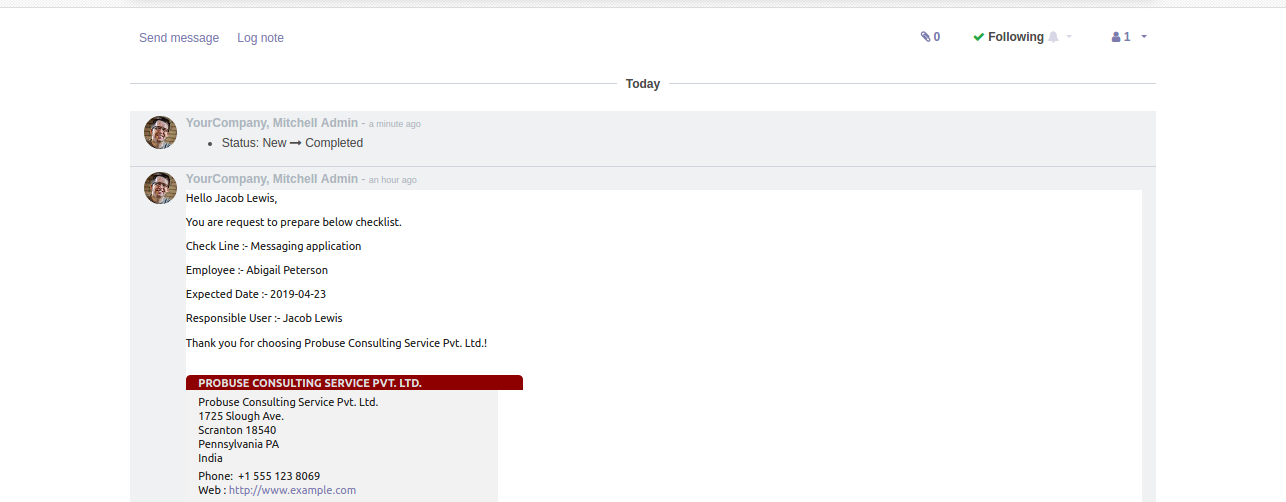 Send message Log note 0 Following 1
Today
YourCompany, Mitchell Admin - a minute ago
• Status: New → Completed
YourCompany, Mitchell Admin - an hour ago
Hello Jacob Lewis,
You are request to prepare below checklist.
Check Line :- Messaging application
Employee :- Abigail Peterson
Expected Date :- 2019-04-23
Responsible User :- Jacob Lewis
Thank you for choosing Probuse Consulting Service Pvt. Ltd.!
PROBUSE CONSULTING SERVICE PVT. LTD.
Probuse Consulting Service Pvt. Ltd.
1725 Slough Ave.
Scranton 18540
Pennsylvania PA
India
Phone: +1 555 123 8069
Web : http://www.example.com